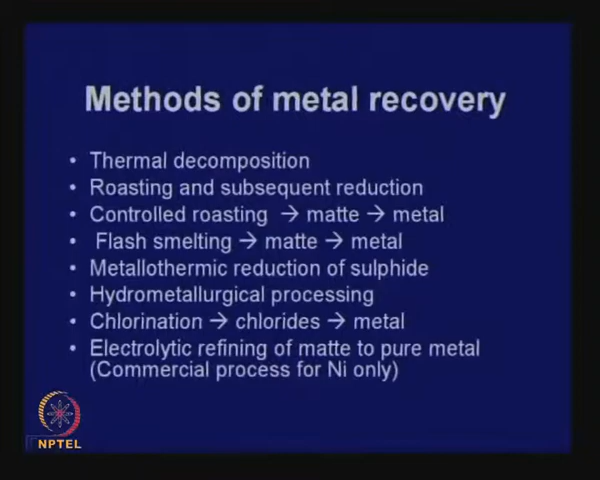 Methods of metal recovery
• Thermal decomposition
• Roasting and subsequent reduction
• Controlled roasting → matte → metal
• Flash smelting → matte → metal
• Metallothermic reduction of sulphide
• Hydrometallurgical processing
• Chlorination → chlorides → metal
• Electrolytic refining of matte to pure metal
(Commercial process for Ni only)
NPTEL